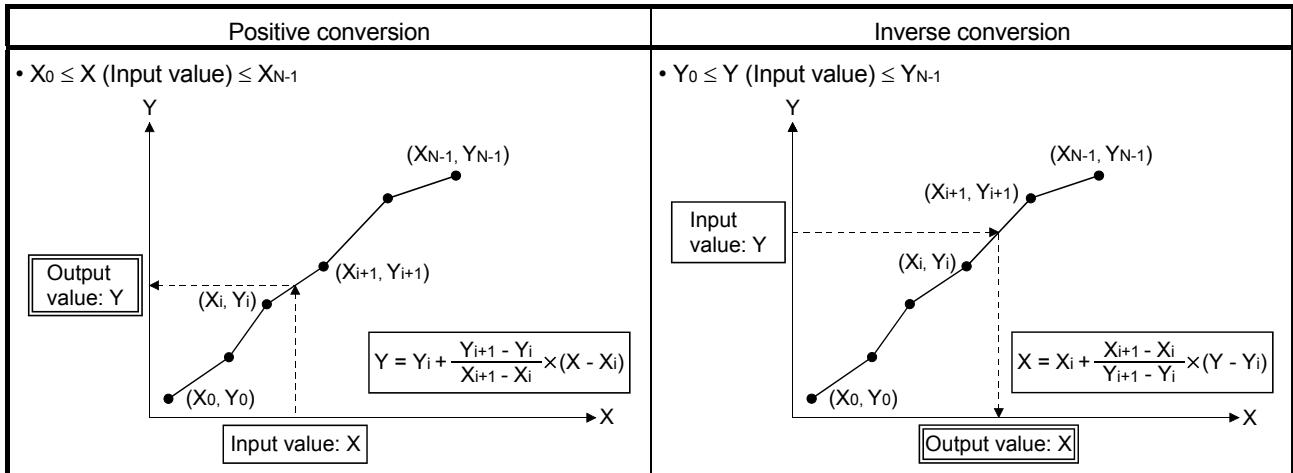 Positive conversion
• X0 ≤ X (Input value) ≤ XN-1
Y
(XN-1, YN-1)
(Xi+1, Yi+1)
Output
value: Y
(Xi, Yi)
Y = Yi + (Yi+1 - Yi)/(Xi+1 - Xi) ×(X - Xi)
(X0, Y0)
X
Input value: X
Inverse conversion
• Y0 ≤ Y (Input value) ≤ YN-1
Y
(XN-1, YN-1)
(Xi+1, Yi+1)
Input
value: Y
(Xi, Yi)
X = Xi + (Xi+1 - Xi)/(Yi+1 - Yi) ×(Y - Yi)
(X0, Y0)
X
Output value: X